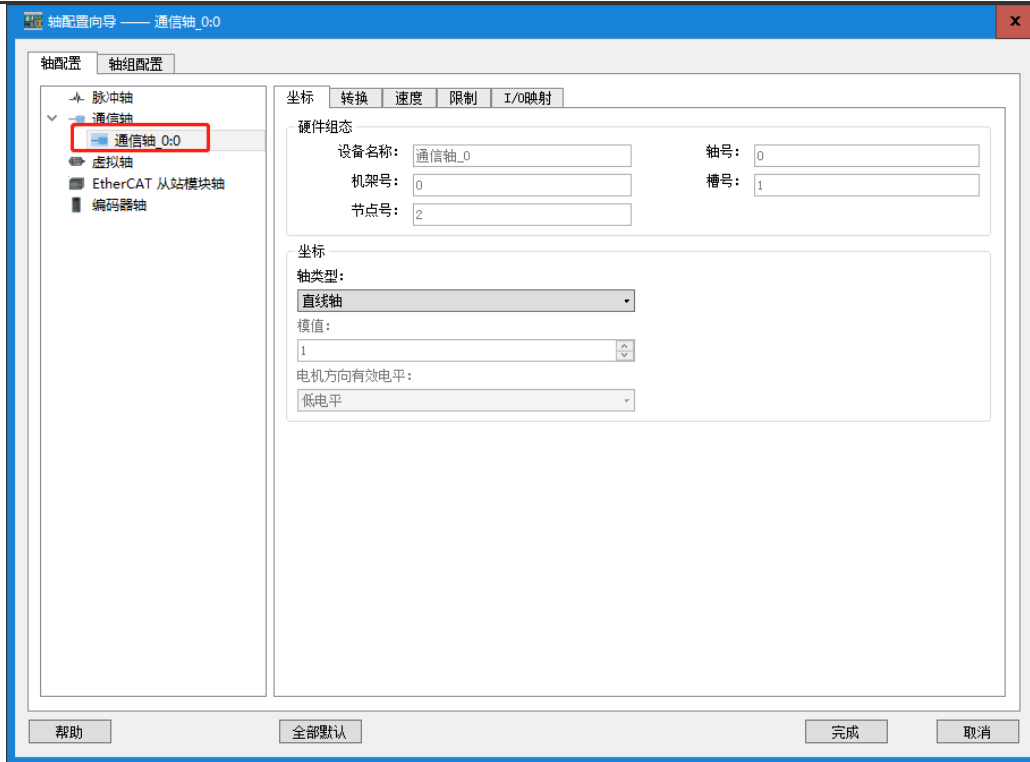 轴配置向导 —— 通信轴_0:0
x
轴配置 轴组配置
脉冲轴
通信轴
通信轴_0:0
虚拟轴
EtherCAT 从站模块轴
编码器轴
坐标 转换 速度 限制 I/O映射
硬件组态
设备名称: 通信轴_0 轴号: 0
机架号: 0 槽号: 1
节点号: 2
坐标
轴类型:
直线轴
模值:
1
电机方向有效电平:
低电平
帮助 全部默认 完成 取消